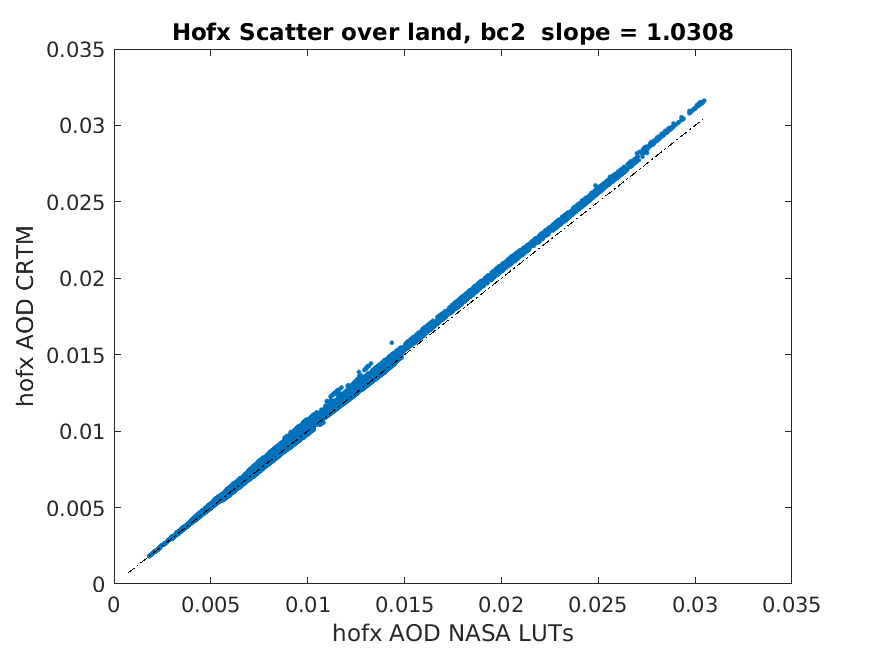 Hofx Scatter over land, bc2  slope = 1.0308
0.035
0.03
0.025
0.02
0.015
0.01
0.005
0
hofx AOD CRTM
0 0.005 0.01 0.015 0.02 0.025 0.03 0.035
hofx AOD NASA LUTs